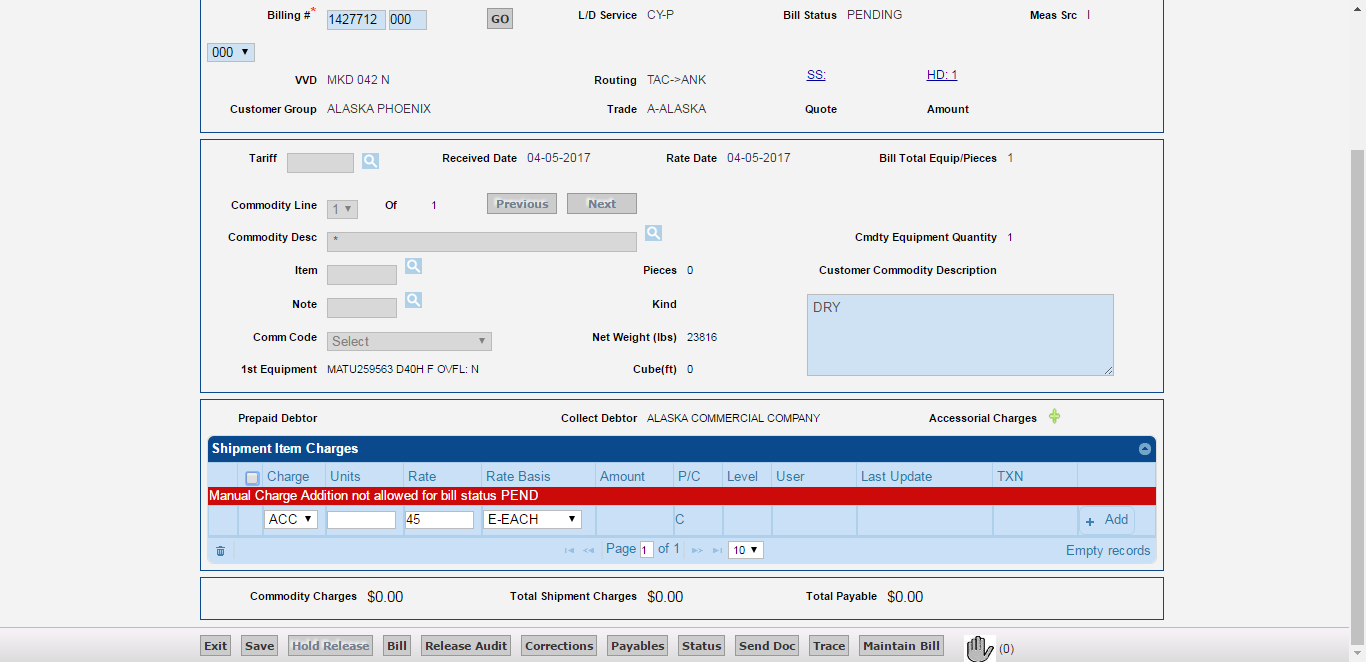 Billing #* 1427712 000 GO L/D Service CY-P Bill Status PENDING Meas Src I
000
VVD MKD 042 N Routing TAC->ANK SS: HD: 1
Customer Group ALASKA PHOENIX Trade A-ALASKA Quote Amount
Tariff Received Date 04-05-2017 Rate Date 04-05-2017 Bill Total Equip/Pieces 1
Commodity Line 1 Of 1 Previous Next
Commodity Desc * Cmdty Equipment Quantity 1
Item Pieces 0 Customer Commodity Description
Note Kind DRY
Comm Code Select Net Weight (lbs) 23816
1st Equipment MATU259563 D40H F OVFL: N Cube(ft) 0
Prepaid Debtor Collect Debtor ALASKA COMMERCIAL COMPANY Accessorial Charges
Shipment Item Charges
Charge Units Rate Rate Basis Amount P/C Level User Last Update TXN
Manual Charge Addition not allowed for bill status PEND
ACC 45 E-EACH C + Add
Page 1 of 1 10 Empty records
Commodity Charges $0.00 Total Shipment Charges $0.00 Total Payable $0.00
Exit Save Hold Release Bill Release Audit Corrections Payables Status Send Doc Trace Maintain Bill (0)